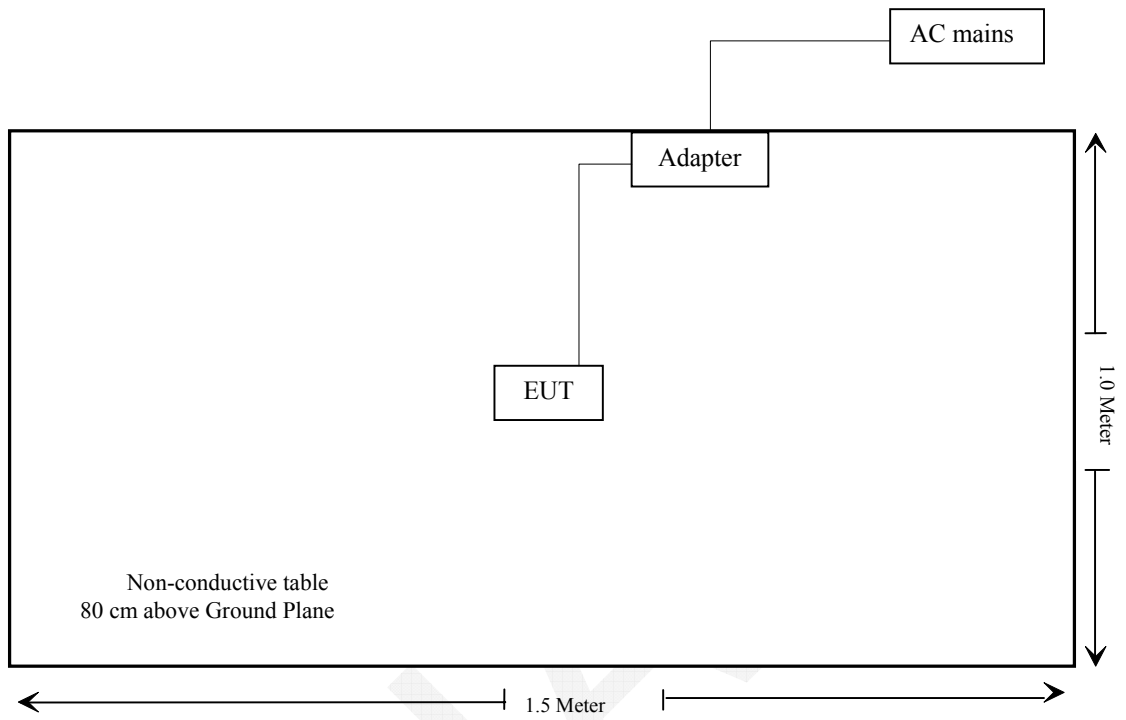 AC mains
Adapter
EUT
1.0 Meter
Non-conductive table
80 cm above Ground Plane
1.5 Meter